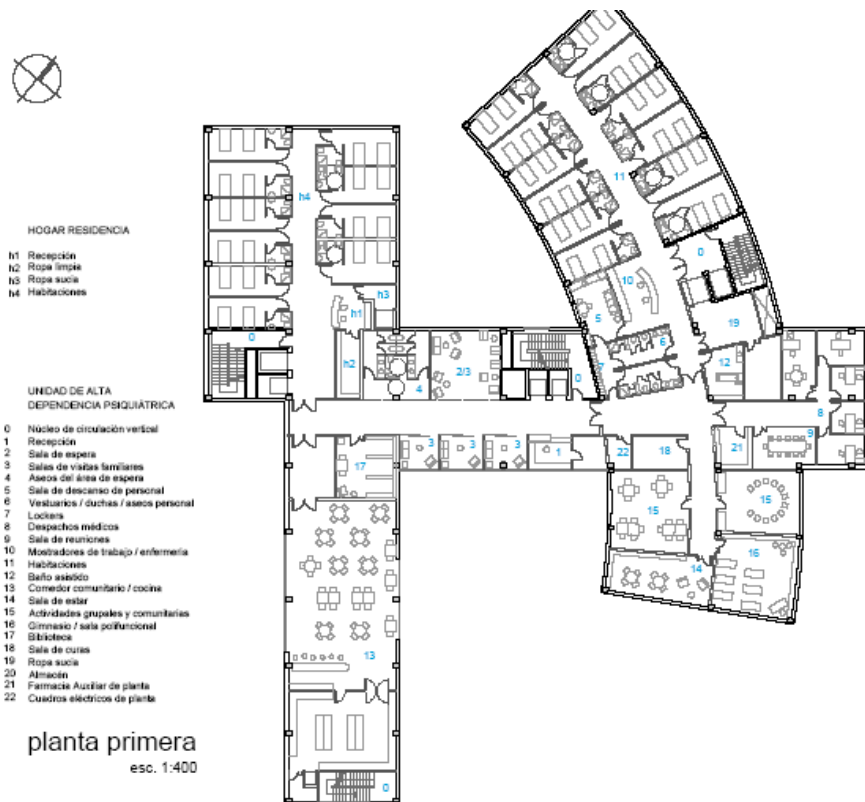 HOGAR RESIDENCIA
h1 Recepción
h2 Ropa limpia
h3 Ropa sucia
h4 Habitaciones
UNIDAD DE ALTA
DEPENDENCIA PSIQUIÁTRICA
0 Núcleo de circulación vertical
1 Recepción
2 Sala de espera
3 Salas de visitas familiares
4 Aseos del área de espera
5 Sala de descanso de personal
6 Vestuarios / duchas / aseos personal
7 Lockers
8 Despachos médicos
9 Sala de reuniones
10 Mostradores de trabajo / enfermería
11 Habitaciones
12 Baño asistido
13 Comedor comunitario / cocina
14 Sala de estar
15 Actividades grupales y comunitarias
16 Gimnasio / sala polifuncional
17 Biblioteca
18 Sala de curas
19 Ropa sucia
20 Almacén
21 Farmacia Auxiliar de planta
22 Cuadros eléctricos de planta
planta primera
esc. 1:400
h4
11
0
10
h3
h1
5
19
0
6
h2
7
12
2/3
4
0
8
3 3 3 1 22 18 21 9
17
15
15
16
14
13
0